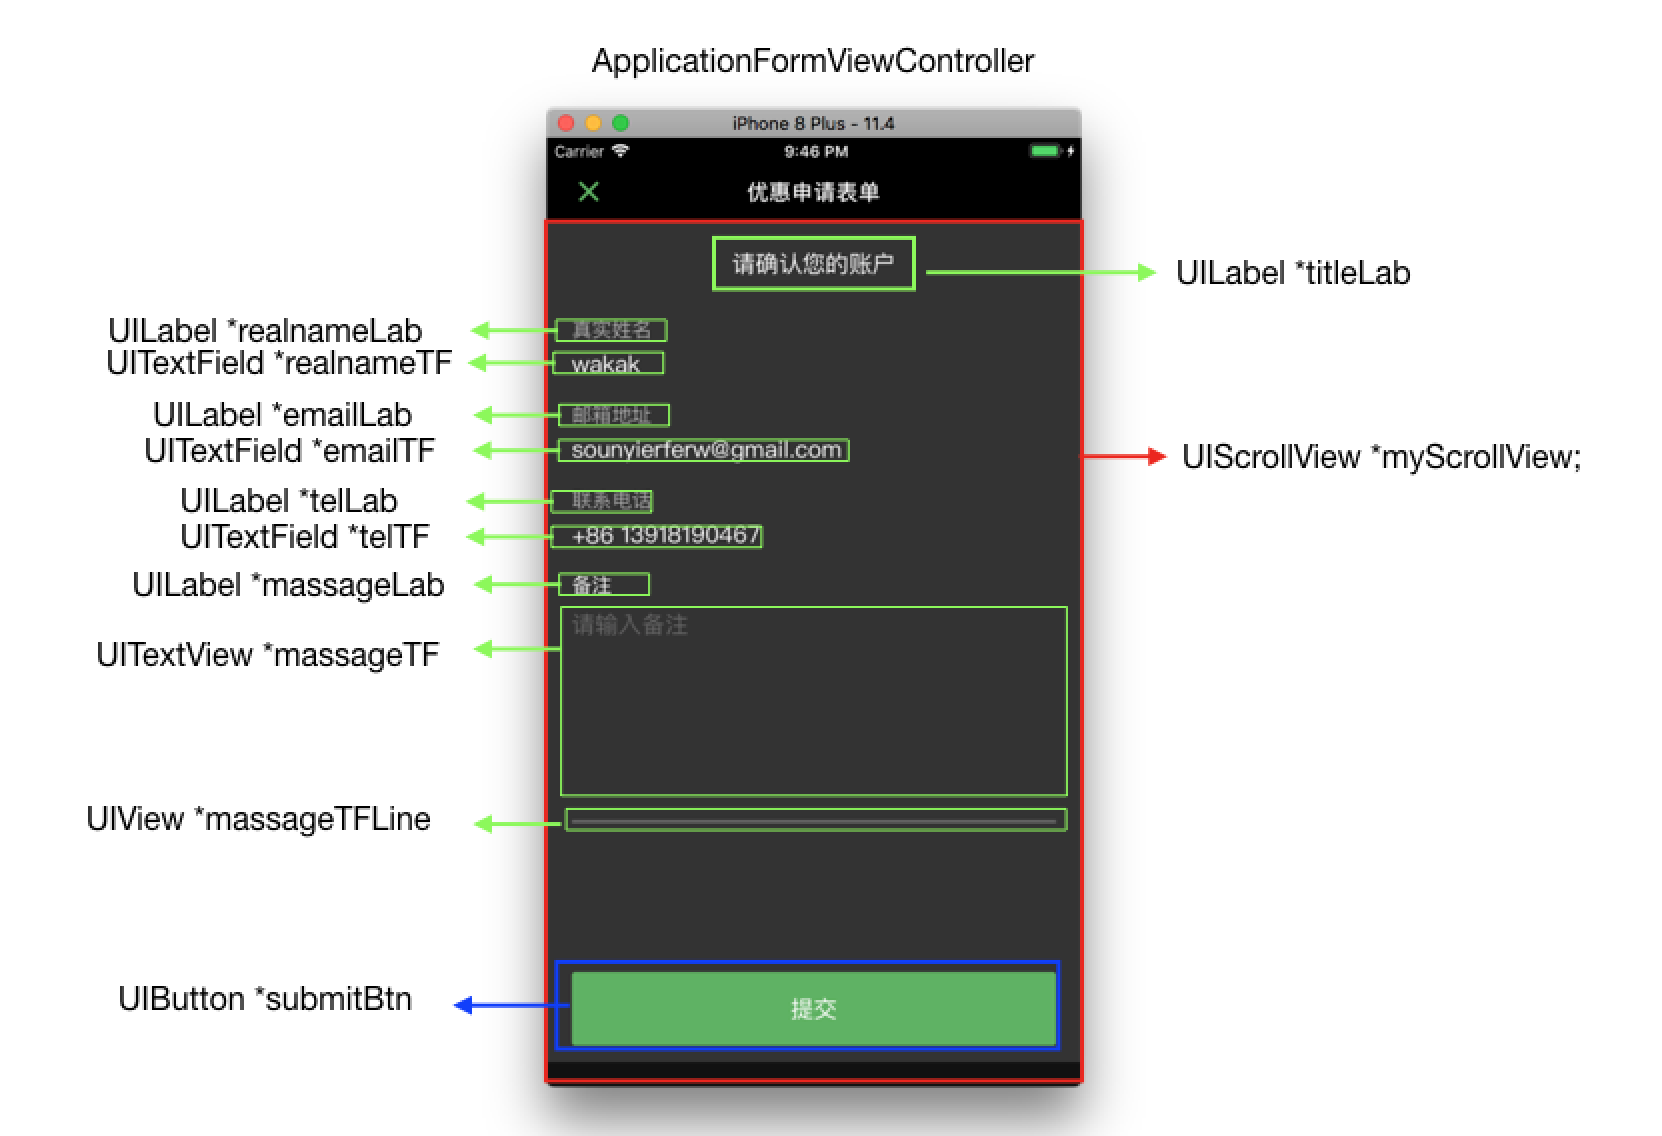 ApplicationFormViewController
iPhone 8 Plus - 11.4
Carrier
9:46 PM
优惠申请表单
请确认您的账户
UILabel *titleLab
UILabel *realnameLab
真实姓名
UITextField *realnameTF
wakak
UILabel *emailLab
邮箱地址
UITextField *emailTF
sounyierferw@gmail.com
UIScrollView *myScrollView;
UILabel *telLab
联系电话
UITextField *telTF
+86 13918190467
UILabel *massageLab
备注
请输入备注
UITextView *massageTF
UIView *massageTFLine
UIButton *submitBtn
提交